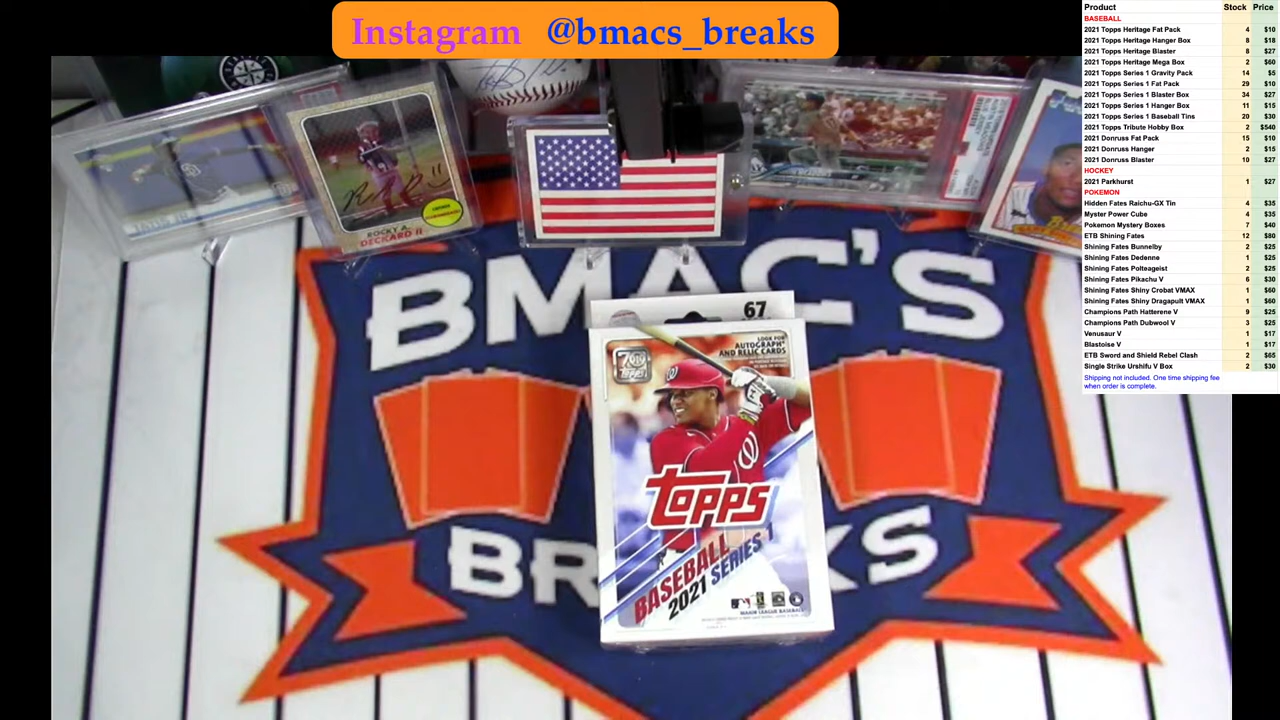 Instagram @bmacs_breaks
Product Stock Price
BASEBALL
2021 Topps Heritage Fat Pack 4 $10
2021 Topps Heritage Hanger Box 8 $18
2021 Topps Heritage Blaster 8 $27
2021 Topps Heritage Mega Box 2 $60
2021 Topps Series 1 Gravity Pack 14 $5
2021 Topps Series 1 Fat Pack 29 $10
2021 Topps Series 1 Blaster Box 34 $27
2021 Topps Series 1 Hanger Box 11 $15
2021 Topps Series 1 Baseball Tins 20 $30
2021 Topps Tribute Hobby Box 2 $540
2021 Donruss Fat Pack 15 $10
2021 Donruss Hanger 2 $15
2021 Donruss Blaster 10 $27
HOCKEY
2021 Parkhurst 1 $27
POKEMON
Hidden Fates Raichu-GX Tin 4 $35
Myster Power Cube 4 $35
Pokemon Mystery Boxes 7 $40
ETB Shining Fates 12 $80
Shining Fates Bunnelby 2 $25
Shining Fates Dedenne 1 $25
Shining Fates Polteageist 2 $25
Shining Fates Pikachu V 6 $30
Shining Fates Shiny Crobat VMAX 1 $60
Shining Fates Shiny Dragapult VMAX 1 $60
Champions Path Hatterene V 9 $25
Champions Path Dubwool V 3 $25
Venusaur V 1 $17
Blastoise V 1 $17
ETB Sword and Shield Rebel Clash 2 $65
Single Strike Urshifu V Box 2 $30
Shipping not included. One time shipping fee
when order is complete.
ROCKY A.
DECKARD II
BMAC'S
67
LOOK FOR
AUTOGRAPH
AND RELIC CARDS
70
Topps
W
Topps
BASEBALL
2021 SERIES 1
MAJOR LEAGUE BASEBALL
BR KS